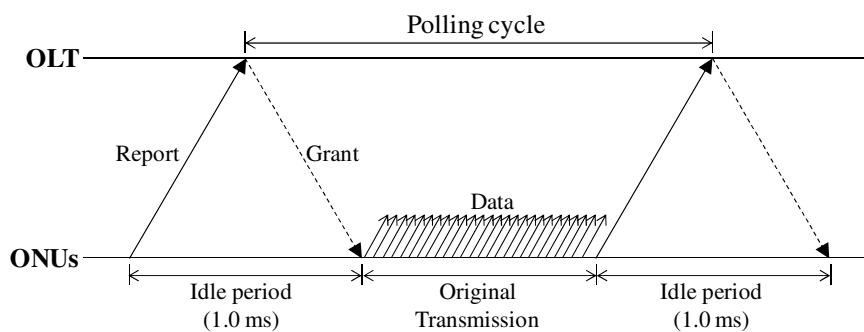 Polling cycle
OLT
Report
Grant
Data
ONUs
Idle period
(1.0 ms)
Original
Transmission
Idle period
(1.0 ms)